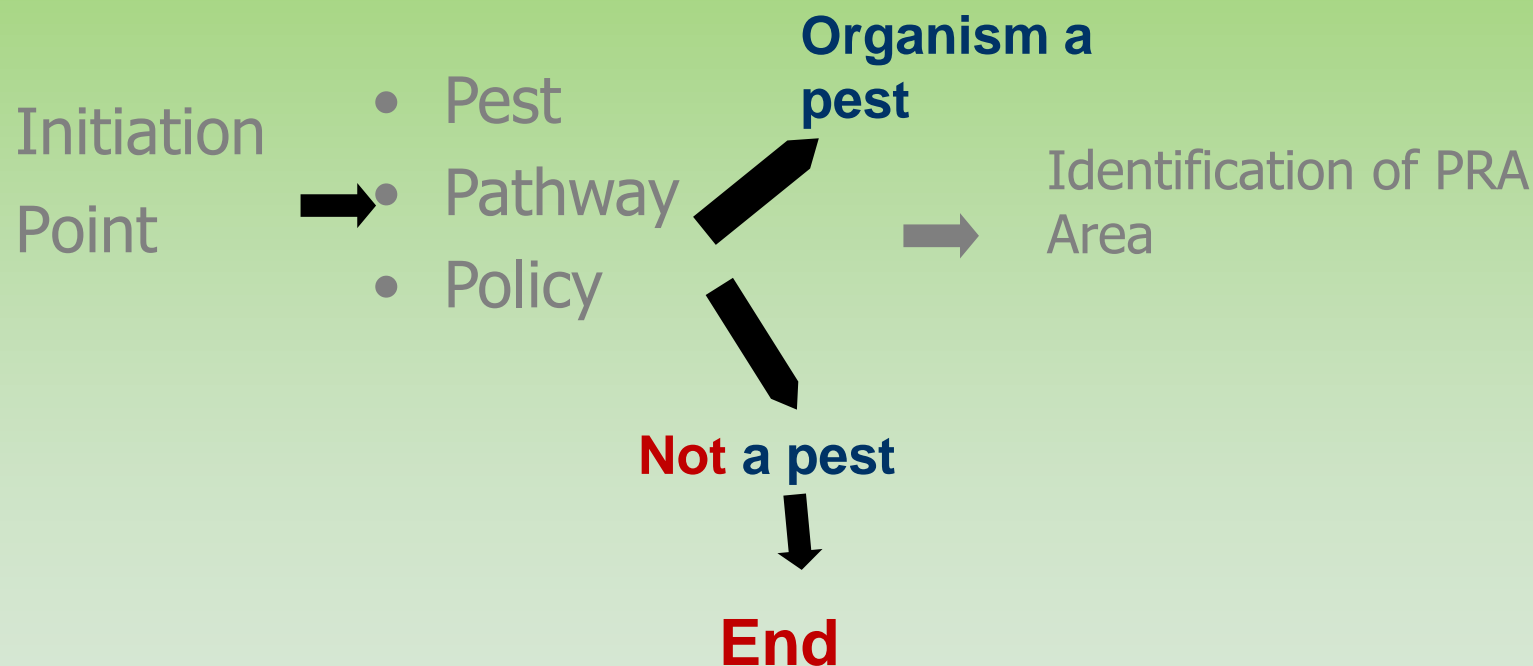 Initiation
Point
• Pest
• Pathway
• Policy
Organism a
pest
Identification of PRA
Area
Not a pest
End